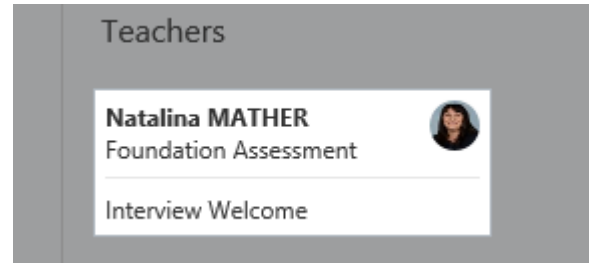 Teachers
Natalina MATHER
Foundation Assessment
Interview Welcome